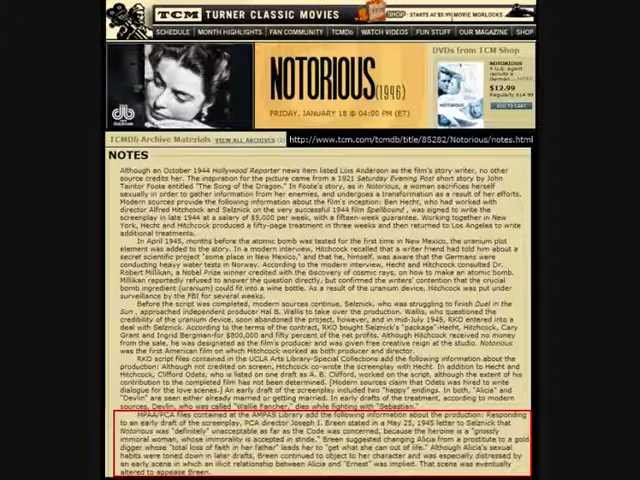 TCM TURNER CLASSIC MOVIES
SHOP STARTS AT $5.99 MOVIE MORLOCKS
SCHEDULE MONTH HIGHLIGHTS FAN COMMUNITY TCMDb WATCH VIDEOS FUN STUFF OUR MAGAZINE SHOP
DVDs from TCM Shop
NOTORIOUS
A U.S. agent
recruits a
German...
$12.99
Regularly $14.99
ADD TO CART
NOTORIOUS (1946)
FRIDAY, JANUARY 15 @ 04:00 PM (ET)
db
database
TCMDb Archive Materials VIEW ALL ARCHIVES
http://www.tcm.com/tcmdb/title/85282/Notorious/notes.html
NOTES
Although an October 1944 Hollywood Reporter news item listed Lois Anderson as the film's story writer, no other
source credits her. The inspiration for the picture came from a 1921 Saturday Evening Post short story by John
Taintor Foote entitled "The Song of the Dragon." In Foote's story, as in Notorious, a woman sacrifices herself
sexually in order to gather information from her enemies, and undergoes a transformation as a result of her efforts.
Modern sources provide the following information about the film's inception: Ben Hecht, who had worked with
director Alfred Hitchcock and Selznick on the very successful 1944 film Spellbound , was signed to write the
screenplay in late 1944 at a salary of $5,000 per week, with a fifteen-week guarantee. Working together in New
York, Hecht and Hitchcock produced a fifty-page treatment in three weeks and then returned to Los Angeles to write
additional treatments.
In April 1945, months before the atomic bomb was tested for the first time in New Mexico, the uranium plot
element was added to the story. In a modern interview, Hitchcock recalled that a writer friend had told him about a
secret scientific project "some place in New Mexico," and that he, himself, was aware that the Germans were
conducting heavy water tests in Norway. According to the modern interview, Hecht and Hitchcock consulted Dr.
Robert Millikan, a Nobel Prize winner credited with the discovery of cosmic rays, on how to make an atomic bomb.
Millikan reportedly refused to answer the question directly, but confirmed the writers' contention that the crucial
bomb ingredient (uranium) could fit into a wine bottle. As a result of the uranium device, Hitchcock was put under
surveillance by the FBI for several weeks.
Before the script was completed, modern sources continue, Selznick, who was struggling to finish Duel in the
Sun , approached independent producer Hal B. Wallis to take over the production. Wallis, who questioned the
credibility of the uranium device, soon abandoned the project, however, and in mid-July 1945, RKO entered into a
deal with Selznick. According to the terms of the contract, RKO bought Selznick's "package"-Hecht, Hitchcock, Cary
Grant and Ingrid Bergman-for $800,000 and fifty percent of the net profits. Although Hitchcock received no money
from the sale, he was designated as the film's producer and was given free creative reign at the studio. Notorious
was the first American film on which Hitchcock worked as both producer and director.
RKO script files contained in the UCLA Arts Library-Special Collections add the following information about the
production: Although not credited on screen, Hitchcock co-wrote the screenplay with Hecht. In addition to Hecht and
Hitchcock, Clifford Odets, who is listed on one draft as A. B. Clifford, worked on the script, although the extent of his
contribution to the completed film has not been determined. [Modern sources claim that Odets was hired to write
dialogue for the love scenes.] An early draft of the screenplay included two "happy" endings. In both, "Alicia" and
"Devlin" are seen either already married or getting married. In early drafts of the treatment, according to modern
sources, Devlin, who was called "Wallie Fancher," dies while fighting with "Sebastian."
MPAA/PCA files contained at the AMPAS Library add the following information about the production: Responding
to an early draft of the screenplay, PCA director Joseph I. Breen stated in a May 25, 1945 letter to Selznick that
Notorious was "definitely" unacceptable as far as the Code was concerned, because the heroine is a "grossly
immoral woman, whose immorality is accepted in stride." Breen suggested changing Alicia from a prostitute to a gold
digger whose "total loss of faith in her father" leads her to "get what she can out of life." Although Alicia's sexual
habits were toned down in later drafts, Breen continued to object to her character and was especially distressed by
an early scene in which an illicit relationship between Alicia and "Ernest" was implied. That scene was eventually
altered to appease Breen.